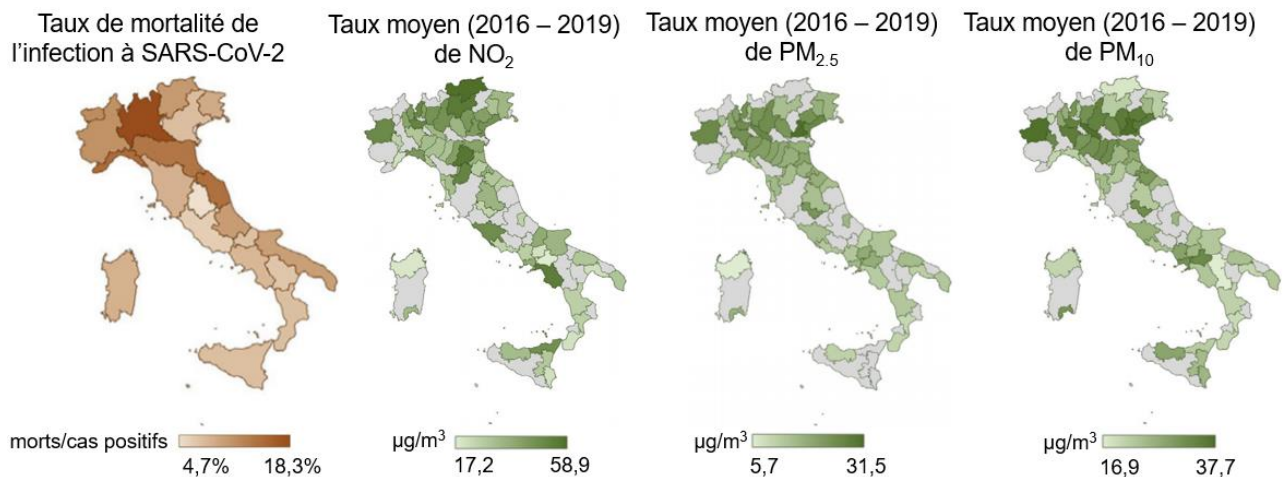 Taux de mortalité de
l’infection à SARS-CoV-2
Taux moyen (2016 – 2019)
de NO₂
Taux moyen (2016 – 2019)
de PM₂.₅
Taux moyen (2016 – 2019)
de PM₁₀
morts/cas positifs
4,7% 18,3%
µg/m³
17,2 58,9
µg/m³
5,7 31,5
µg/m³
16,9 37,7